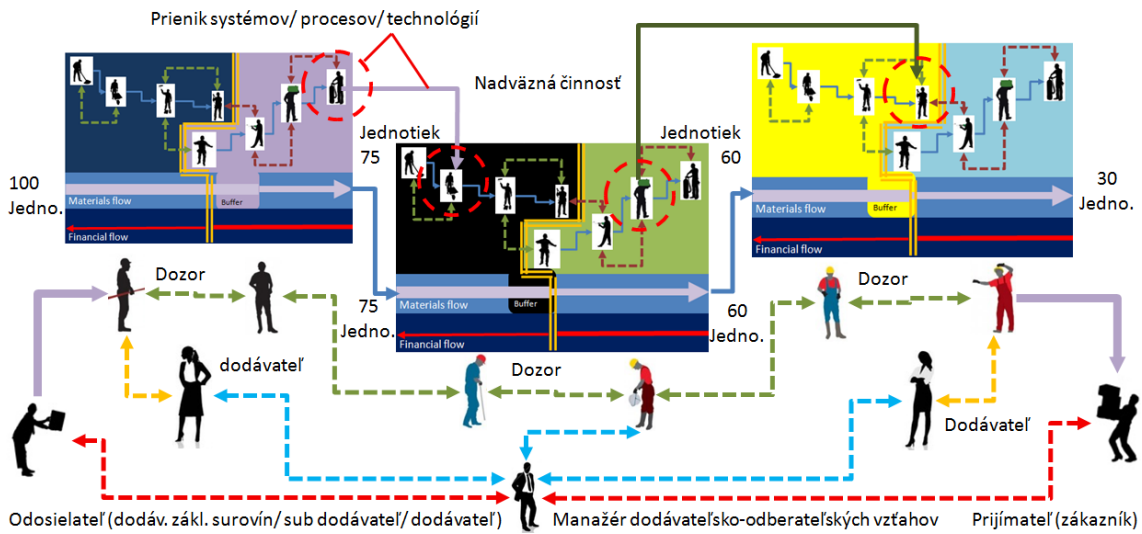 Prienik systémov/ procesov/ technológií
Nadväzná činnosť
Jednotiek
75
Jednotiek
60
100
Jedno.
Materials flow
Buffer
Financial flow
Materials flow
Buffer
Financial flow
30
Jedno.
75
Jedno.
Materials flow
Buffer
Financial flow
60
Jedno.
Dozor
Dozor
dodávateľ
Dozor
Dodávateľ
Odosielateľ (dodáv. zákl. surovín/ sub dodávateľ/ dodávateľ)
Manažér dodávateľsko-odberateľských vzťahov
Prijímateľ (zákazník)